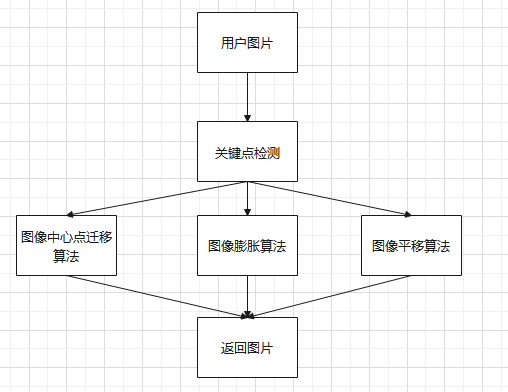 用户图片
关键点检测
图像中心点迁移
算法
图像膨胀算法
图像平移算法
返回图片